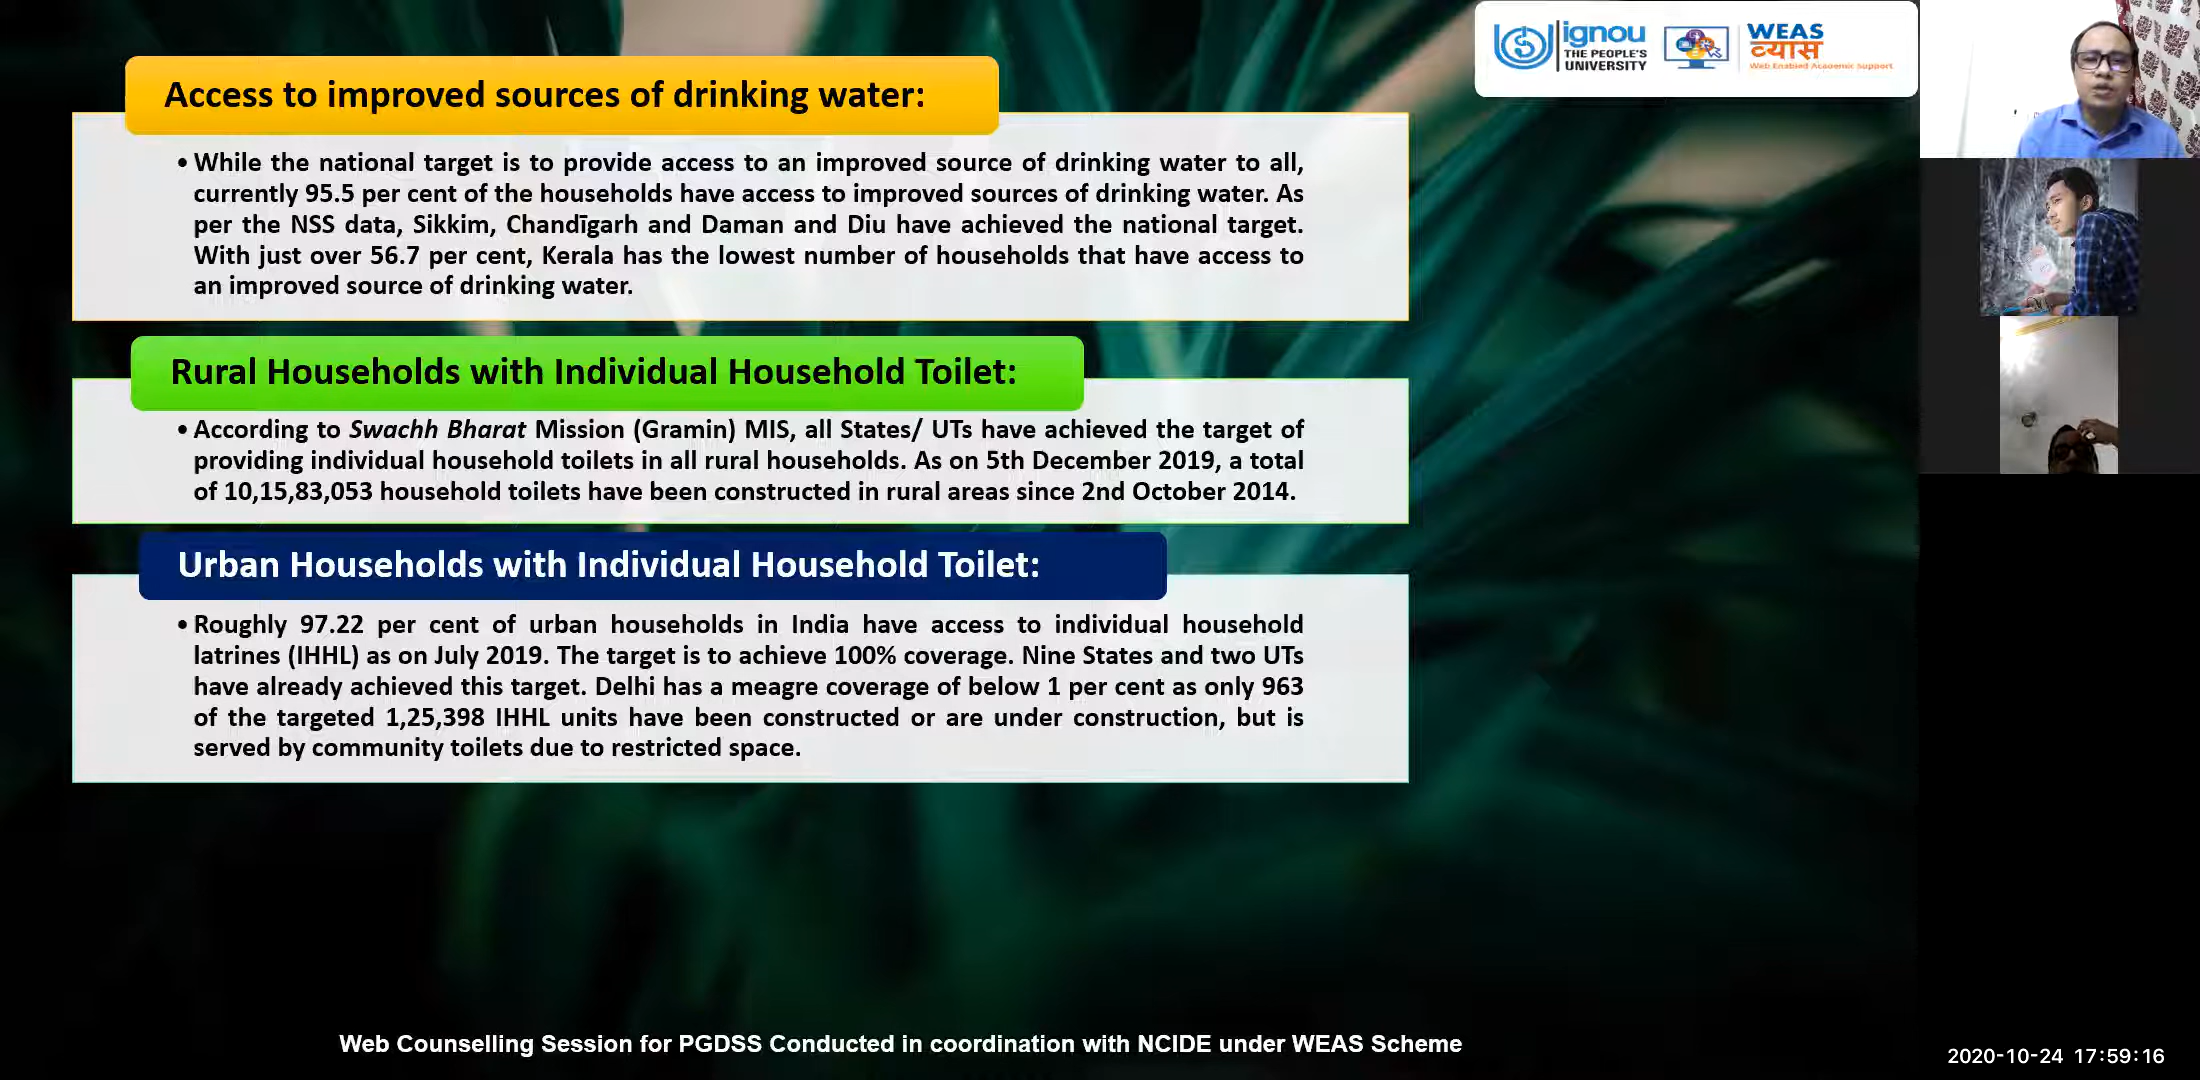 ignou
THE PEOPLE'S
UNIVERSITY
WEAS
व्यास
Web Enabled Academic Support
Access to improved sources of drinking water:
• While the national target is to provide access to an improved source of drinking water to all,
currently 95.5 per cent of the households have access to improved sources of drinking water. As
per the NSS data, Sikkim, Chandīgarh and Daman and Diu have achieved the national target.
With just over 56.7 per cent, Kerala has the lowest number of households that have access to
an improved source of drinking water.
Rural Households with Individual Household Toilet:
• According to Swachh Bharat Mission (Gramin) MIS, all States/ UTs have achieved the target of
providing individual household toilets in all rural households. As on 5th December 2019, a total
of 10,15,83,053 household toilets have been constructed in rural areas since 2nd October 2014.
Urban Households with Individual Household Toilet:
• Roughly 97.22 per cent of urban households in India have access to individual household
latrines (IHHL) as on July 2019. The target is to achieve 100% coverage. Nine States and two UTs
have already achieved this target. Delhi has a meagre coverage of below 1 per cent as only 963
of the targeted 1,25,398 IHHL units have been constructed or are under construction, but is
served by community toilets due to restricted space.
Web Counselling Session for PGDSS Conducted in coordination with NCIDE under WEAS Scheme
2020-10-24 17:59:16